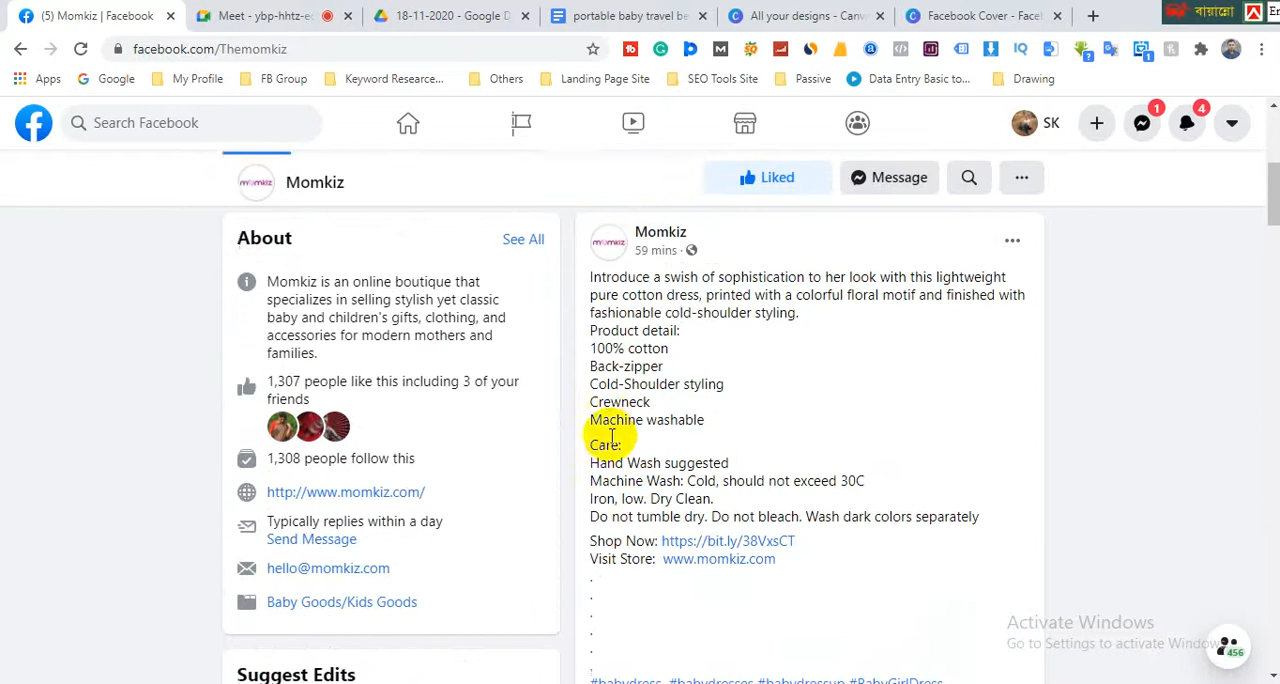 (5) Momkiz | Facebook
Meet - ybp-hhtz-ec
18-11-2020 - Google D
portable baby travel be
All your designs - Canv
Facebook Cover - Face
বায়ান্নো
En
facebook.com/Themomkiz
IQ
?
1
Apps
Google
My Profile
FB Group
Keyword Researce...
Others
Landing Page Site
SEO Tools Site
Passive
Data Entry Basic to...
Drawing
Search Facebook
SK
1
4
momkiz
Momkiz
Liked
Message
About
See All
Momkiz is an online boutique that
specializes in selling stylish yet classic
baby and children's gifts, clothing, and
accessories for modern mothers and
families.
1,307 people like this including 3 of your
friends
1,308 people follow this
http://www.momkiz.com/
Typically replies within a day
Send Message
hello@momkiz.com
Baby Goods/Kids Goods
Suggest Edits
momkiz
Momkiz
59 mins ·
Introduce a swish of sophistication to her look with this lightweight
pure cotton dress, printed with a colorful floral motif and finished with
fashionable cold-shoulder styling.
Product detail:
100% cotton
Back-zipper
Cold-Shoulder styling
Crewneck
Machine washable
Care:
Hand Wash suggested
Machine Wash: Cold, should not exceed 30C
Iron, low. Dry Clean.
Do not tumble dry. Do not bleach. Wash dark colors separately
Shop Now: https://bit.ly/38VxsCT
Visit Store: www.momkiz.com
.
.
.
.
.
.
#babydress #babydresses #babydressup #BabyGirlDress
Activate Windows
Go to Settings to activate Window
456